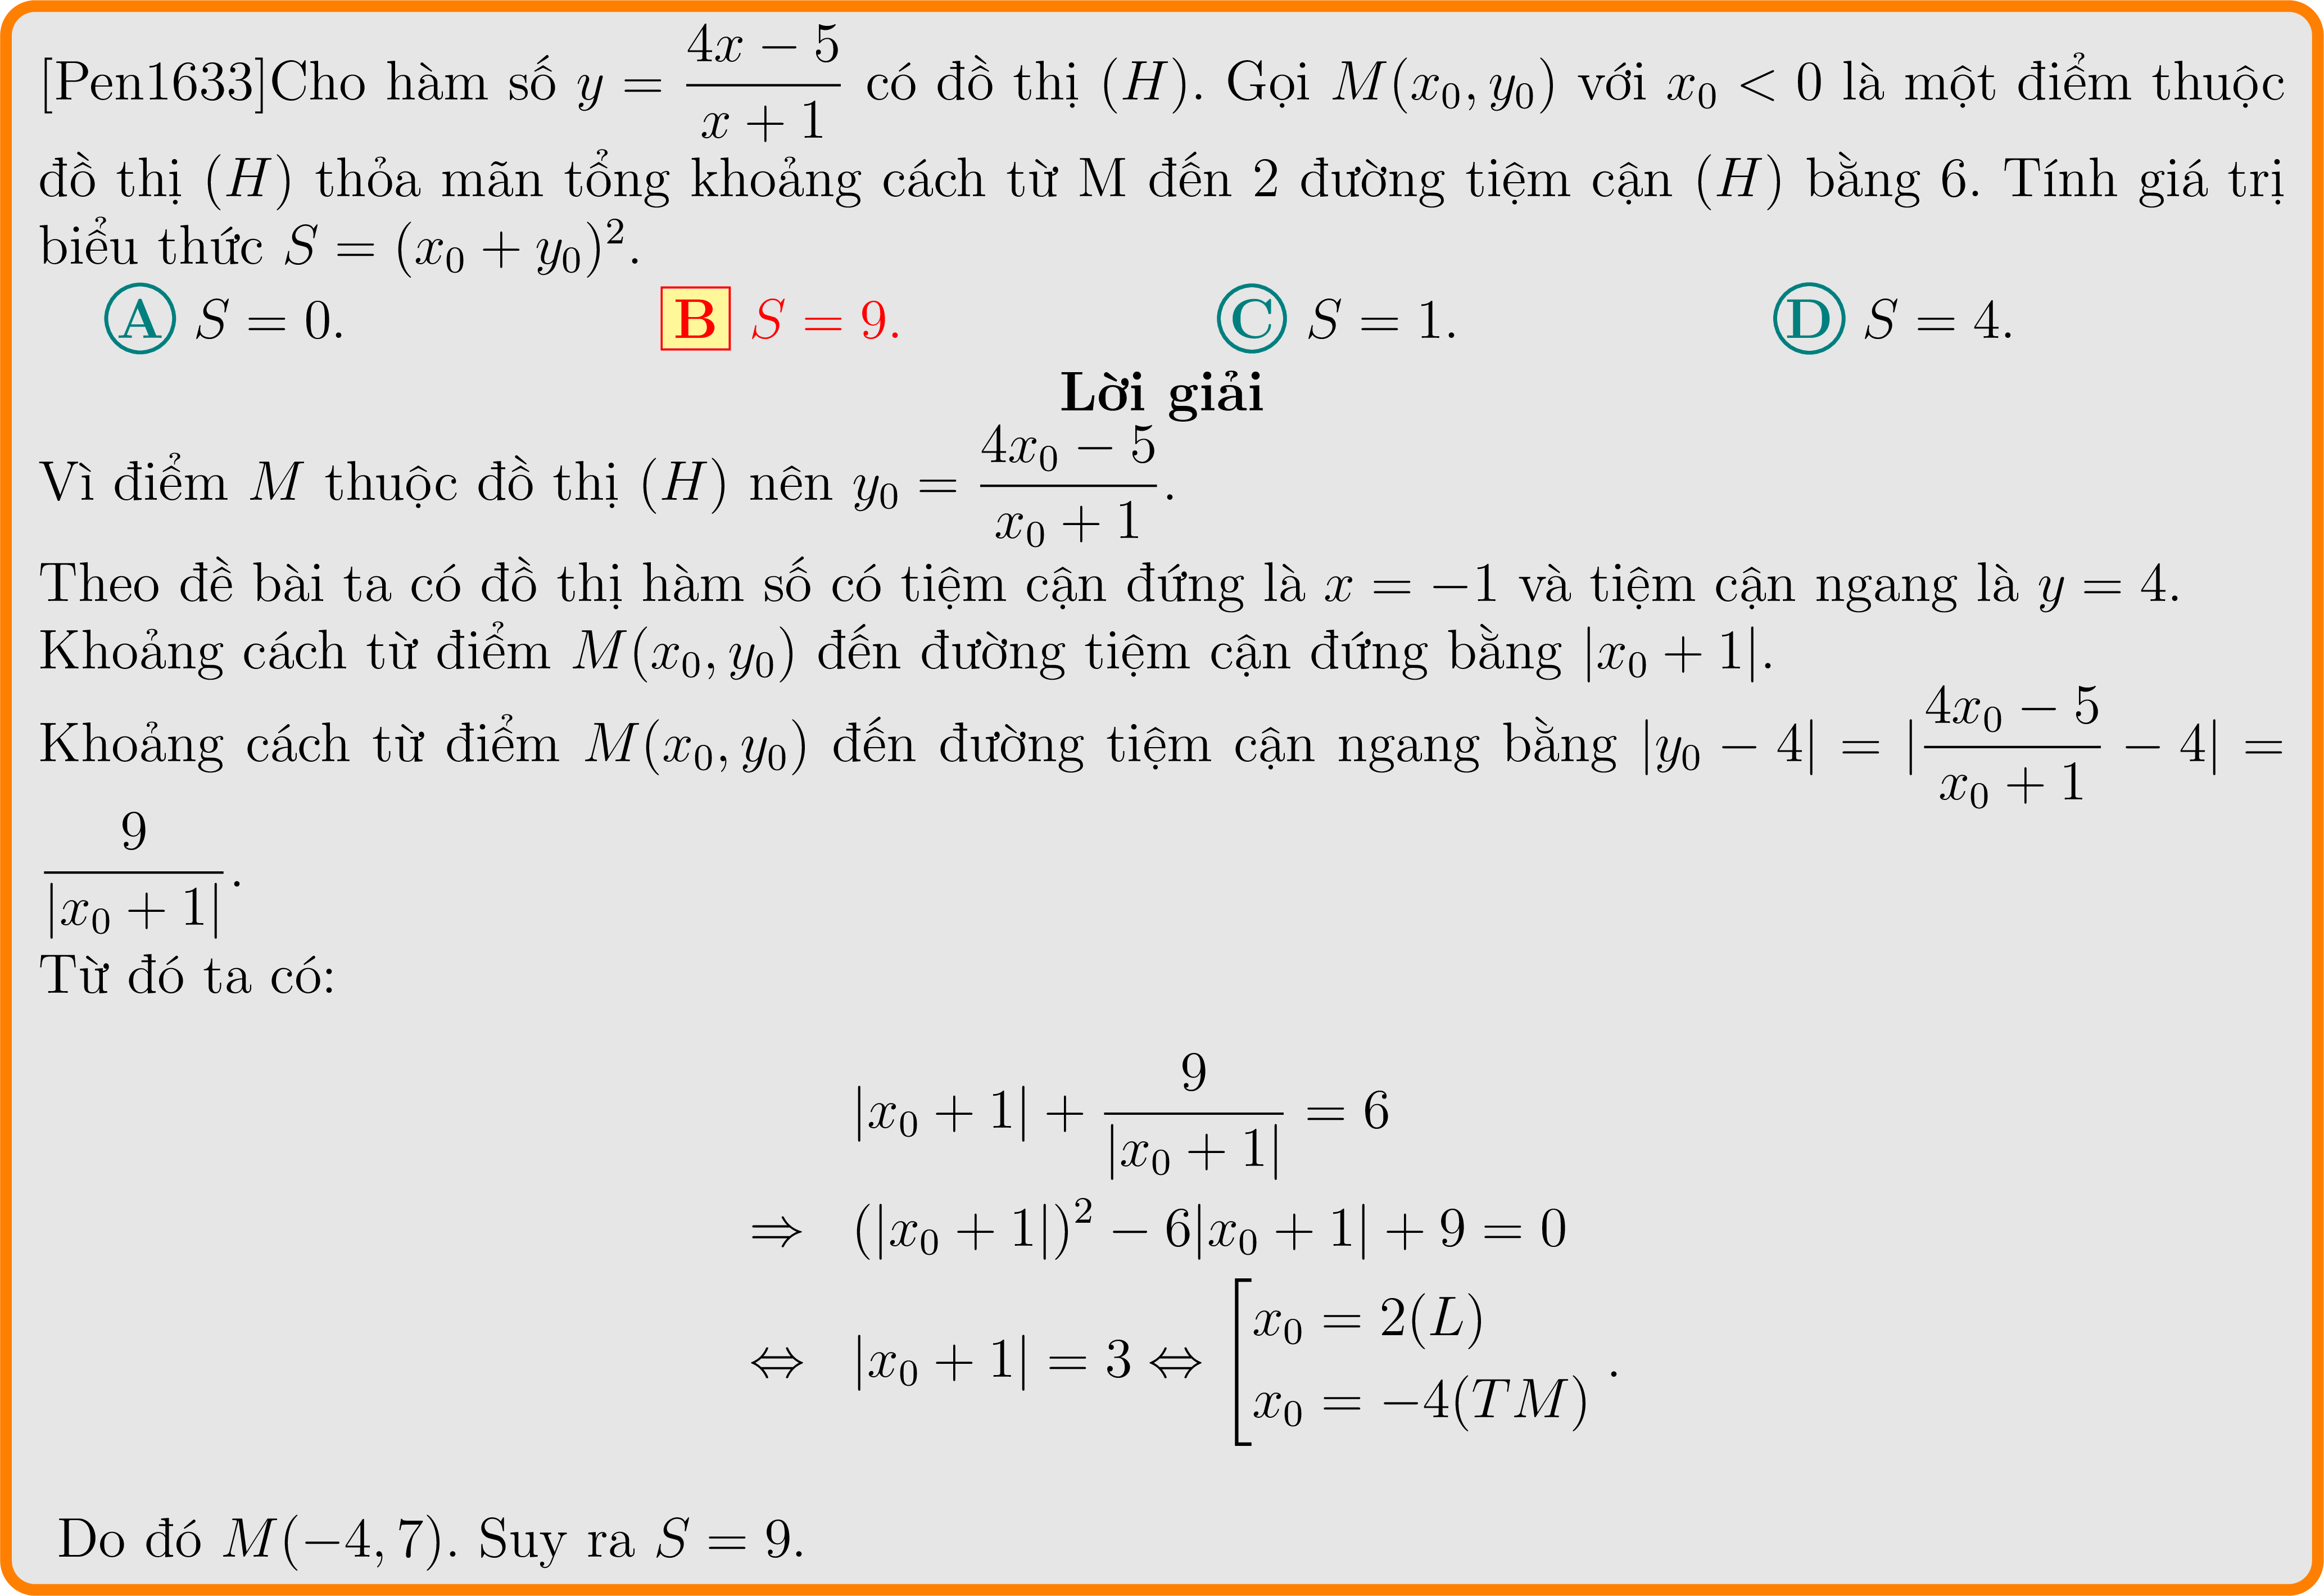 [Pen1633]Cho hàm số $y = \dfrac{4x-5}{x+1}$ có đồ thị $(H)$. Gọi $M(x_0, y_0)$ với $x_0 < 0$ là một điểm thuộc
đồ thị $(H)$ thỏa mãn tổng khoảng cách từ M đến 2 đường tiệm cận $(H)$ bằng 6. Tính giá trị
biểu thức $S = (x_0 + y_0)^2$.
A $S = 0$. B $S = 9$. C $S = 1$. D $S = 4$.
Lời giải
Vì điểm $M$ thuộc đồ thị $(H)$ nên $y_0 = \dfrac{4x_0-5}{x_0+1}$.
Theo đề bài ta có đồ thị hàm số có tiệm cận đứng là $x = -1$ và tiệm cận ngang là $y = 4$.
Khoảng cách từ điểm $M(x_0, y_0)$ đến đường tiệm cận đứng bằng $|x_0 + 1|$.
Khoảng cách từ điểm $M(x_0, y_0)$ đến đường tiệm cận ngang bằng $|y_0 - 4| = |\dfrac{4x_0-5}{x_0+1} - 4| =$
$\dfrac{9}{|x_0+1|}$.
Từ đó ta có:
$|x_0 + 1| + \dfrac{9}{|x_0+1|} = 6$
$\Rightarrow (|x_0 + 1|)^2 - 6|x_0 + 1| + 9 = 0$
$\Leftrightarrow |x_0 + 1| = 3 \Leftrightarrow \left[\begin{array}{l} x_0 = 2(L) \\ x_0 = -4(TM) \end{array}\right.$.
Do đó $M(-4, 7)$. Suy ra $S = 9$.